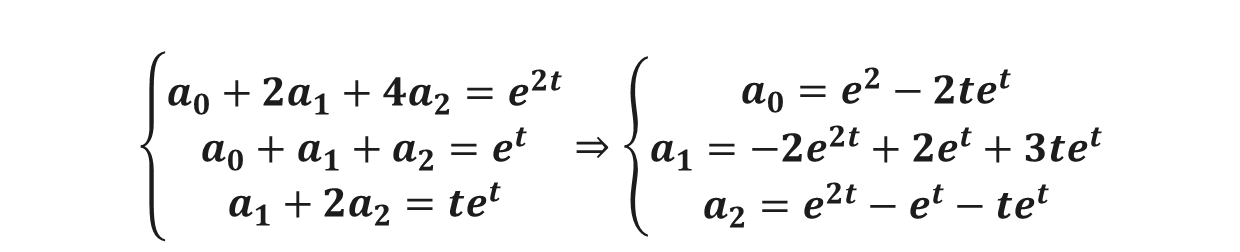 { a₀ + 2a₁ + 4a₂ = e^{2t}
a₀ + a₁ + a₂ = e^t
a₁ + 2a₂ = te^t
⇒ { a₀ = e² − 2te^t
a₁ = −2e^{2t} + 2e^t + 3te^t
a₂ = e^{2t} − e^t − te^t